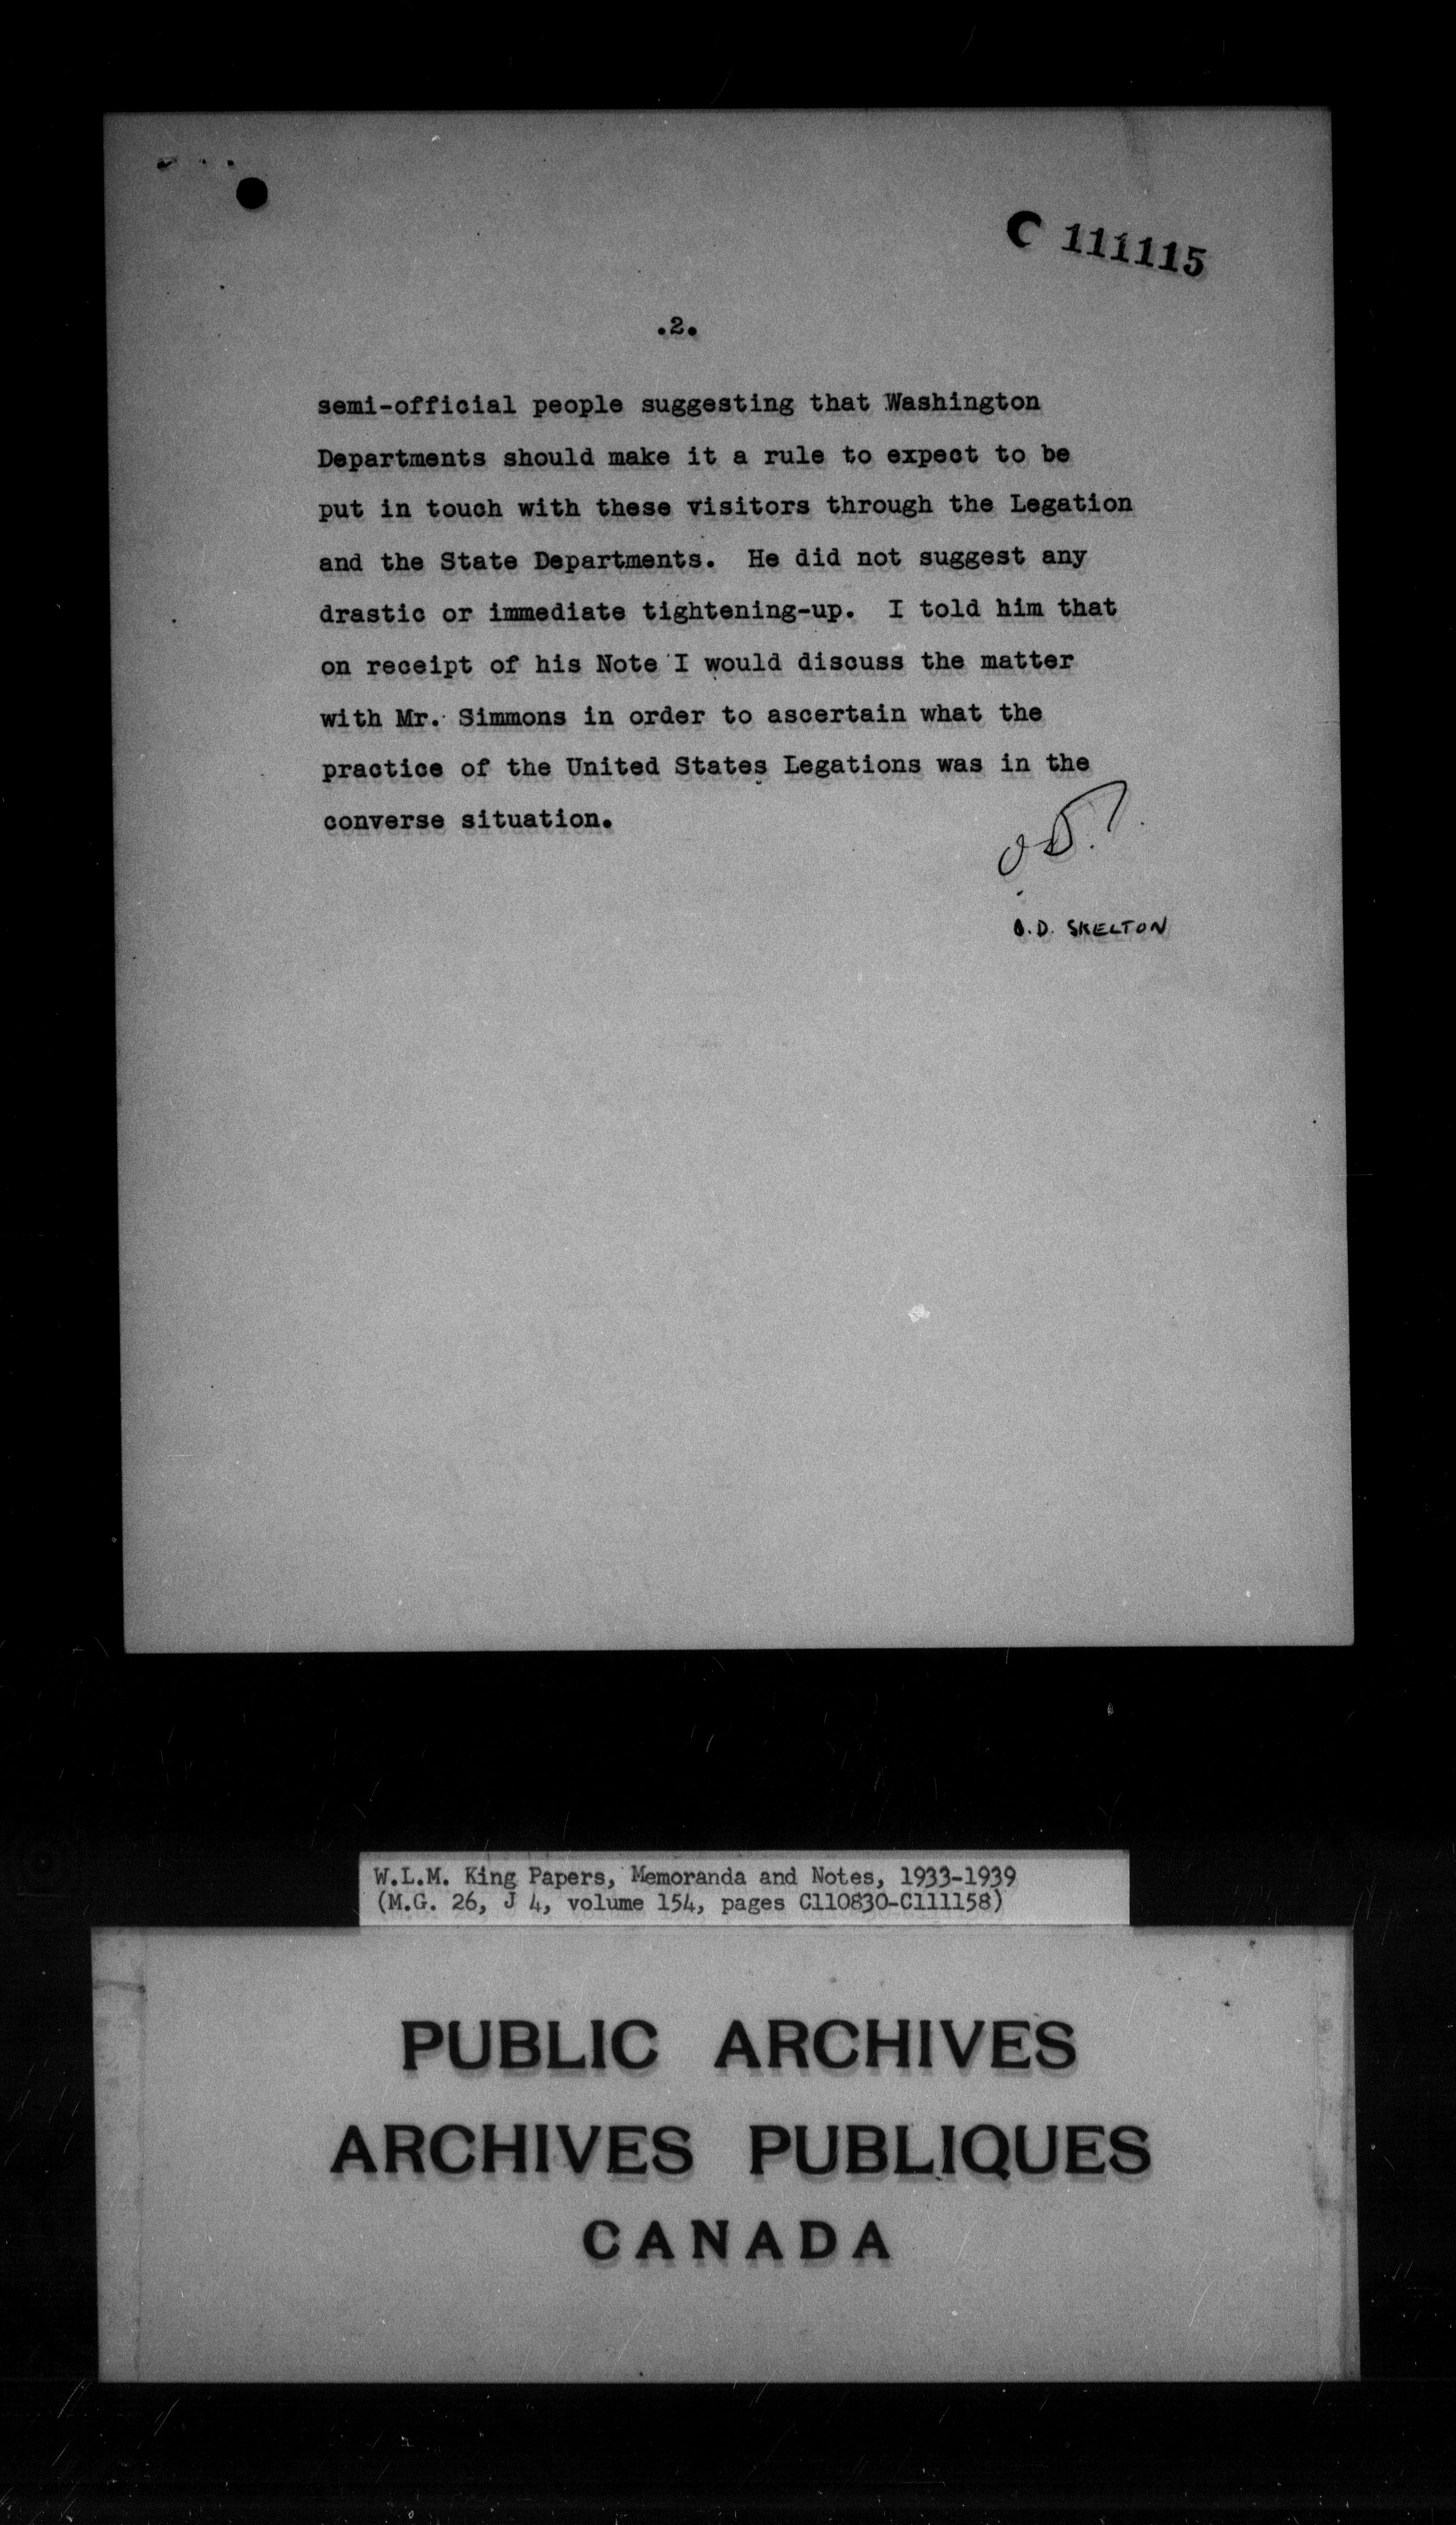 C 111115
.2.
semi-official people suggesting that Washington
Departments should make it a rule to expect to be
put in touch with these visitors through the Legation
and the State Departments.  He did not suggest any
drastic or immediate tightening-up.  I told him that
on receipt of his Note I would discuss the matter
with Mr. Simmons in order to ascertain what the
practice of the United States Legations was in the
converse situation.
O.D. SKELTON
W.L.M. King Papers, Memoranda and Notes, 1933-1939
(M.G. 26, J 4, volume 154, pages C110830-C111158)
PUBLIC ARCHIVES
ARCHIVES PUBLIQUES
CANADA